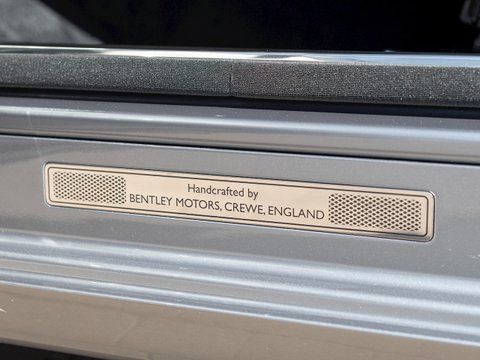 Handcrafted by
BENTLEY MOTORS, CREWE, ENGLAND